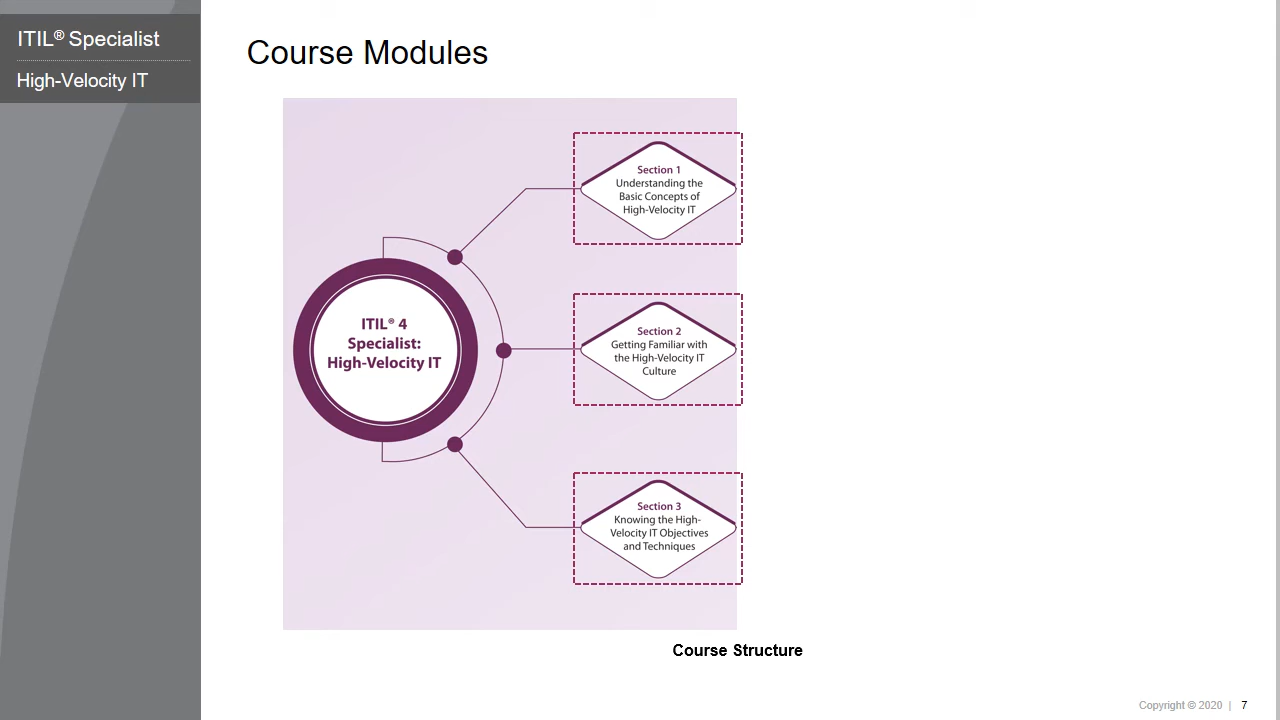 ITIL® Specialist
High-Velocity IT
Course Modules
Section 1
Understanding the
Basic Concepts of
High-Velocity IT
ITIL® 4
Specialist:
High-Velocity IT
Section 2
Getting Familiar with
the High-Velocity IT
Culture
Section 3
Knowing the High-
Velocity IT Objectives
and Techniques
Course Structure
Copyright © 2020 | 7